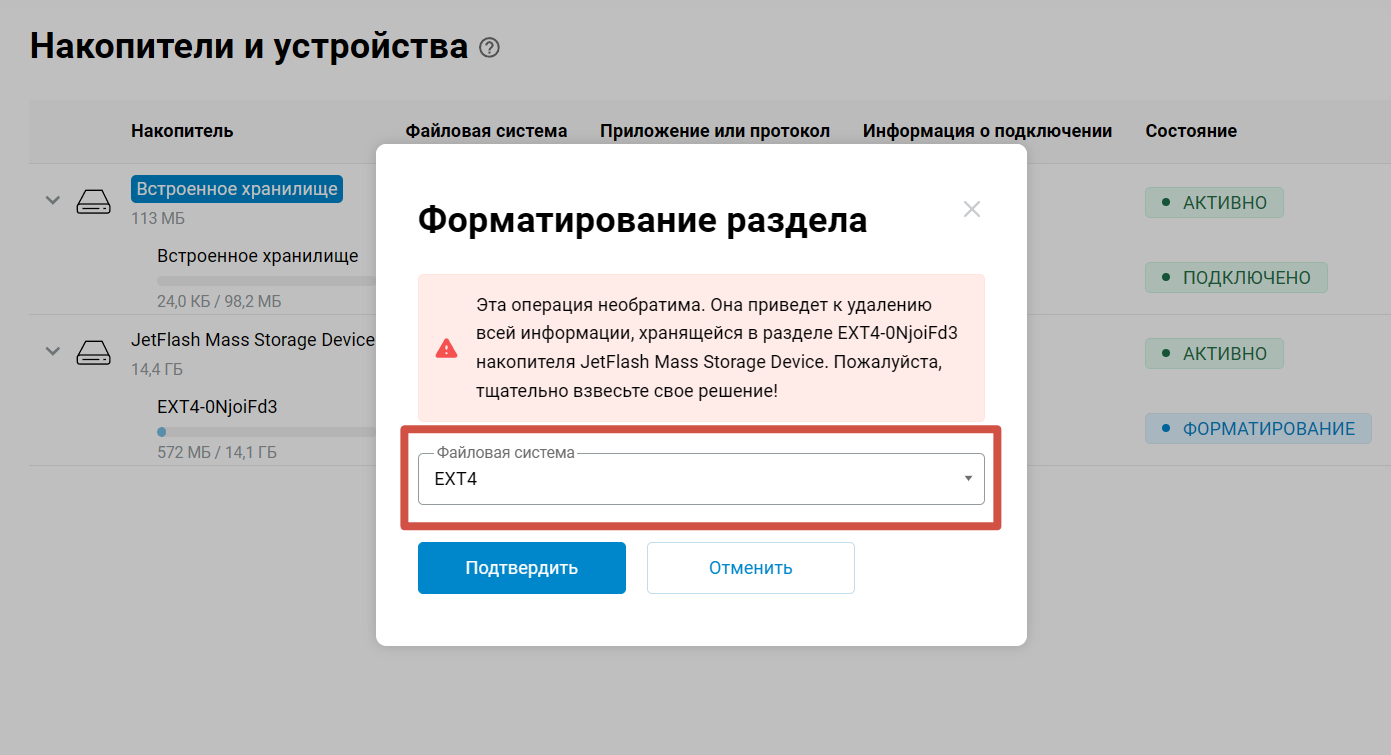 Накопители и устройства ?
Накопитель Файловая система Приложение или протокол Информация о подключении Состояние
Встроенное хранилище
113 МБ
АКТИВНО
Встроенное хранилище
24,0 КБ / 98,2 МБ
ПОДКЛЮЧЕНО
JetFlash Mass Storage Device
14,4 ГБ
АКТИВНО
EXT4-0NjoiFd3
572 МБ / 14,1 ГБ
ФОРМАТИРОВАНИЕ
Форматирование раздела
Эта операция необратима. Она приведет к удалению
всей информации, хранящейся в разделе EXT4-0NjoiFd3
накопителя JetFlash Mass Storage Device. Пожалуйста,
тщательно взвесьте свое решение!
Файловая система
EXT4
Подтвердить
Отменить